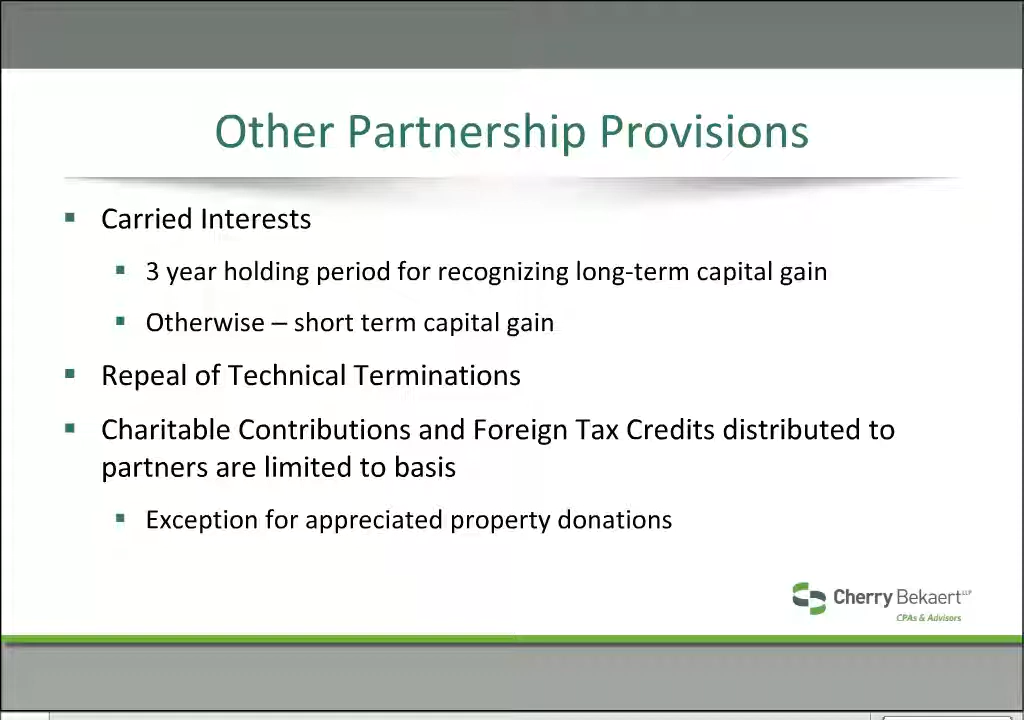 Other Partnership Provisions
Carried Interests
3 year holding period for recognizing long-term capital gain
Otherwise – short term capital gain
Repeal of Technical Terminations
Charitable Contributions and Foreign Tax Credits distributed to
partners are limited to basis
Exception for appreciated property donations
Cherry Bekaert LLP
CPAs & Advisors